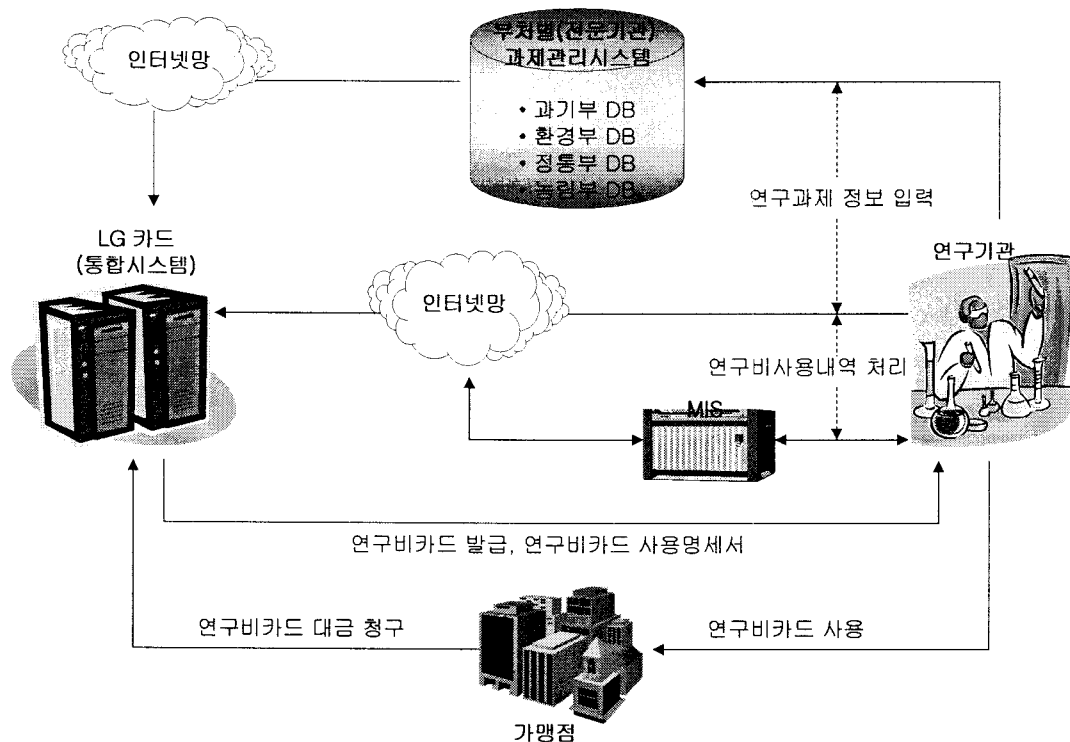 부처별(전문기관)
과제관리시스템
인터넷망
• 과기부 DB
• 환경부 DB
• 정통부 DB
• 농림부 DB
연구과제 정보 입력
LG 카드
(통합시스템)
연구기관
인터넷망
연구비사용내역 처리
MIS
연구비카드 발급, 연구비카드 사용명세서
연구비카드 대금 청구
연구비카드 사용
가맹점